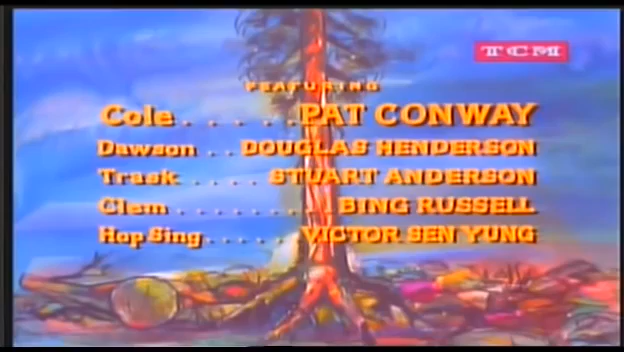 TCM
FEATURING
Cole . . . . . PAT CONWAY
Dawson . . DOUGLAS HENDERSON
Trask . . . . . STUART ANDERSON
Clem . . . . . . . . . BING RUSSELL
Hop Sing . . . . . . VICTOR SEN YUNG